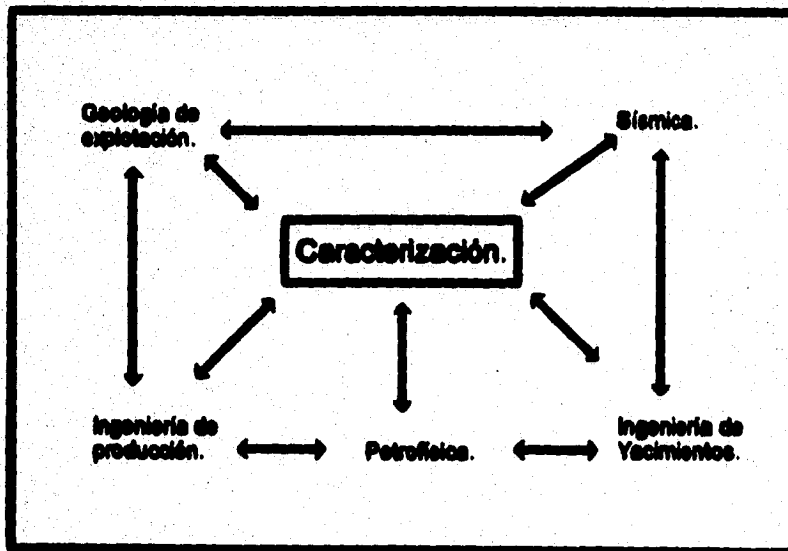 Geología de
explotación.
Sísmica.
Caracterización.
Ingeniería de
producción.
Petrofísica.
Ingeniería de
Yacimientos.